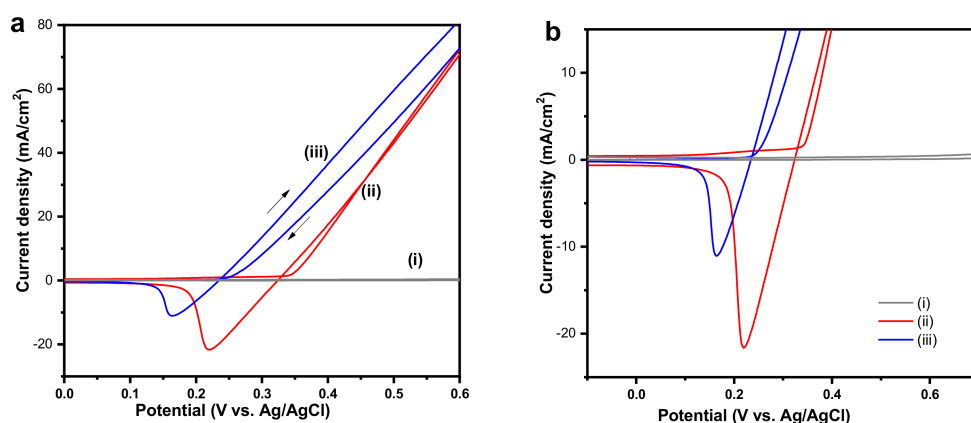 a
80
60
40
20
0
-20
Current density (mA/cm²)
(iii)
(ii)
(i)
0.0 0.1 0.2 0.3 0.4 0.5 0.6
Potential (V vs. Ag/AgCl)
b
10
0
-10
-20
Current density (mA/cm²)
(i)
(ii)
(iii)
0.0 0.2 0.4 0.6
Potential (V vs. Ag/AgCl)